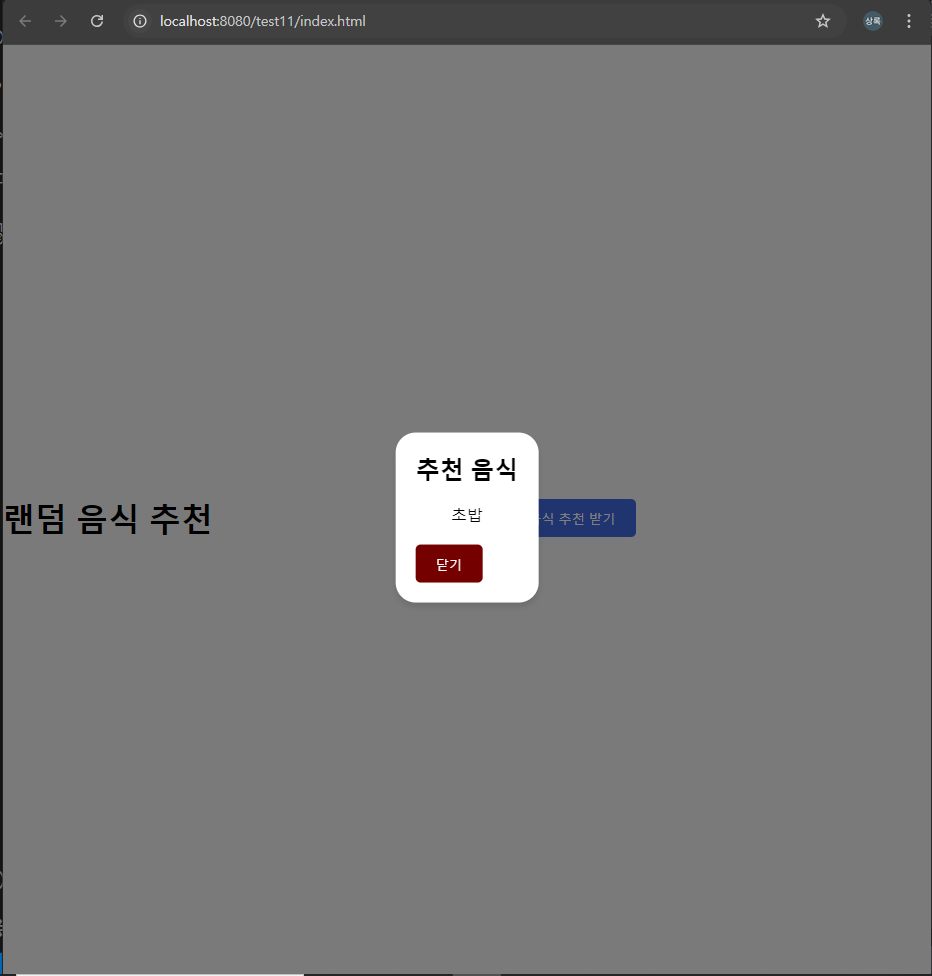 localhost:8080/test11/index.html
상록
추천 음식
랜덤 음식 추천
초밥
식 추천 받기
닫기